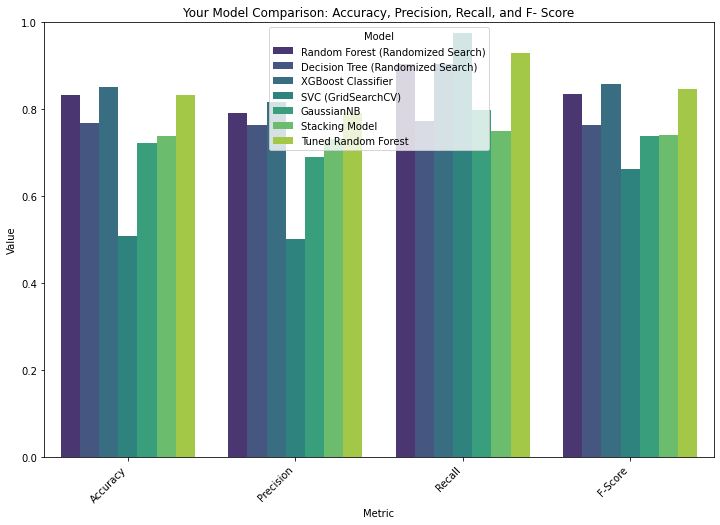 Your Model Comparison: Accuracy, Precision, Recall, and F- Score
Model
Random Forest (Randomized Search)
Decision Tree (Randomized Search)
XGBoost Classifier
SVC (GridSearchCV)
GaussianNB
Stacking Model
Tuned Random Forest
1.0
0.8
0.6
0.4
0.2
0.0
Value
Accuracy
Precision
Recall
F-Score
Metric